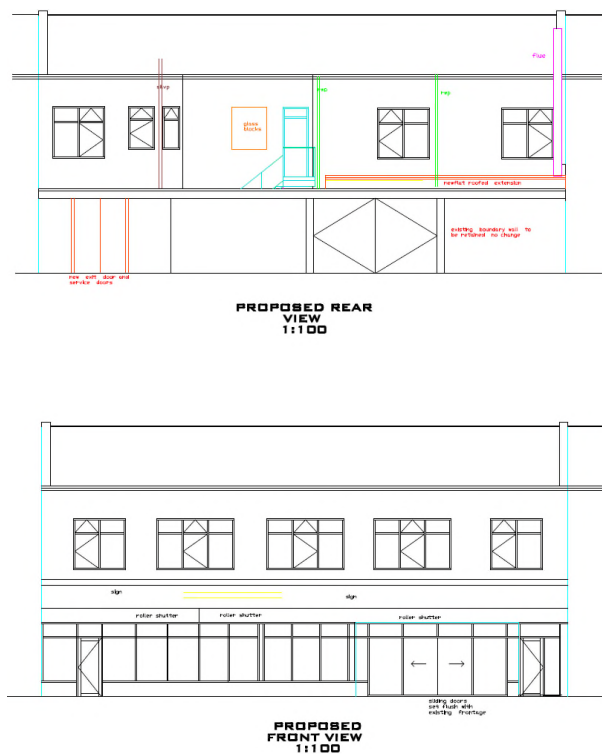 flue
rwp
rwp
glass
blocks
newflat roofed extension
existing boundary wall to
be retained no change
new exit door and
service doors
PROPOSED REAR
VIEW
1:100
sign
sign
roller shutter
roller shutter
roller shutter
sliding doors
set flush with
existing frontage
PROPOSED
FRONT VIEW
1:100